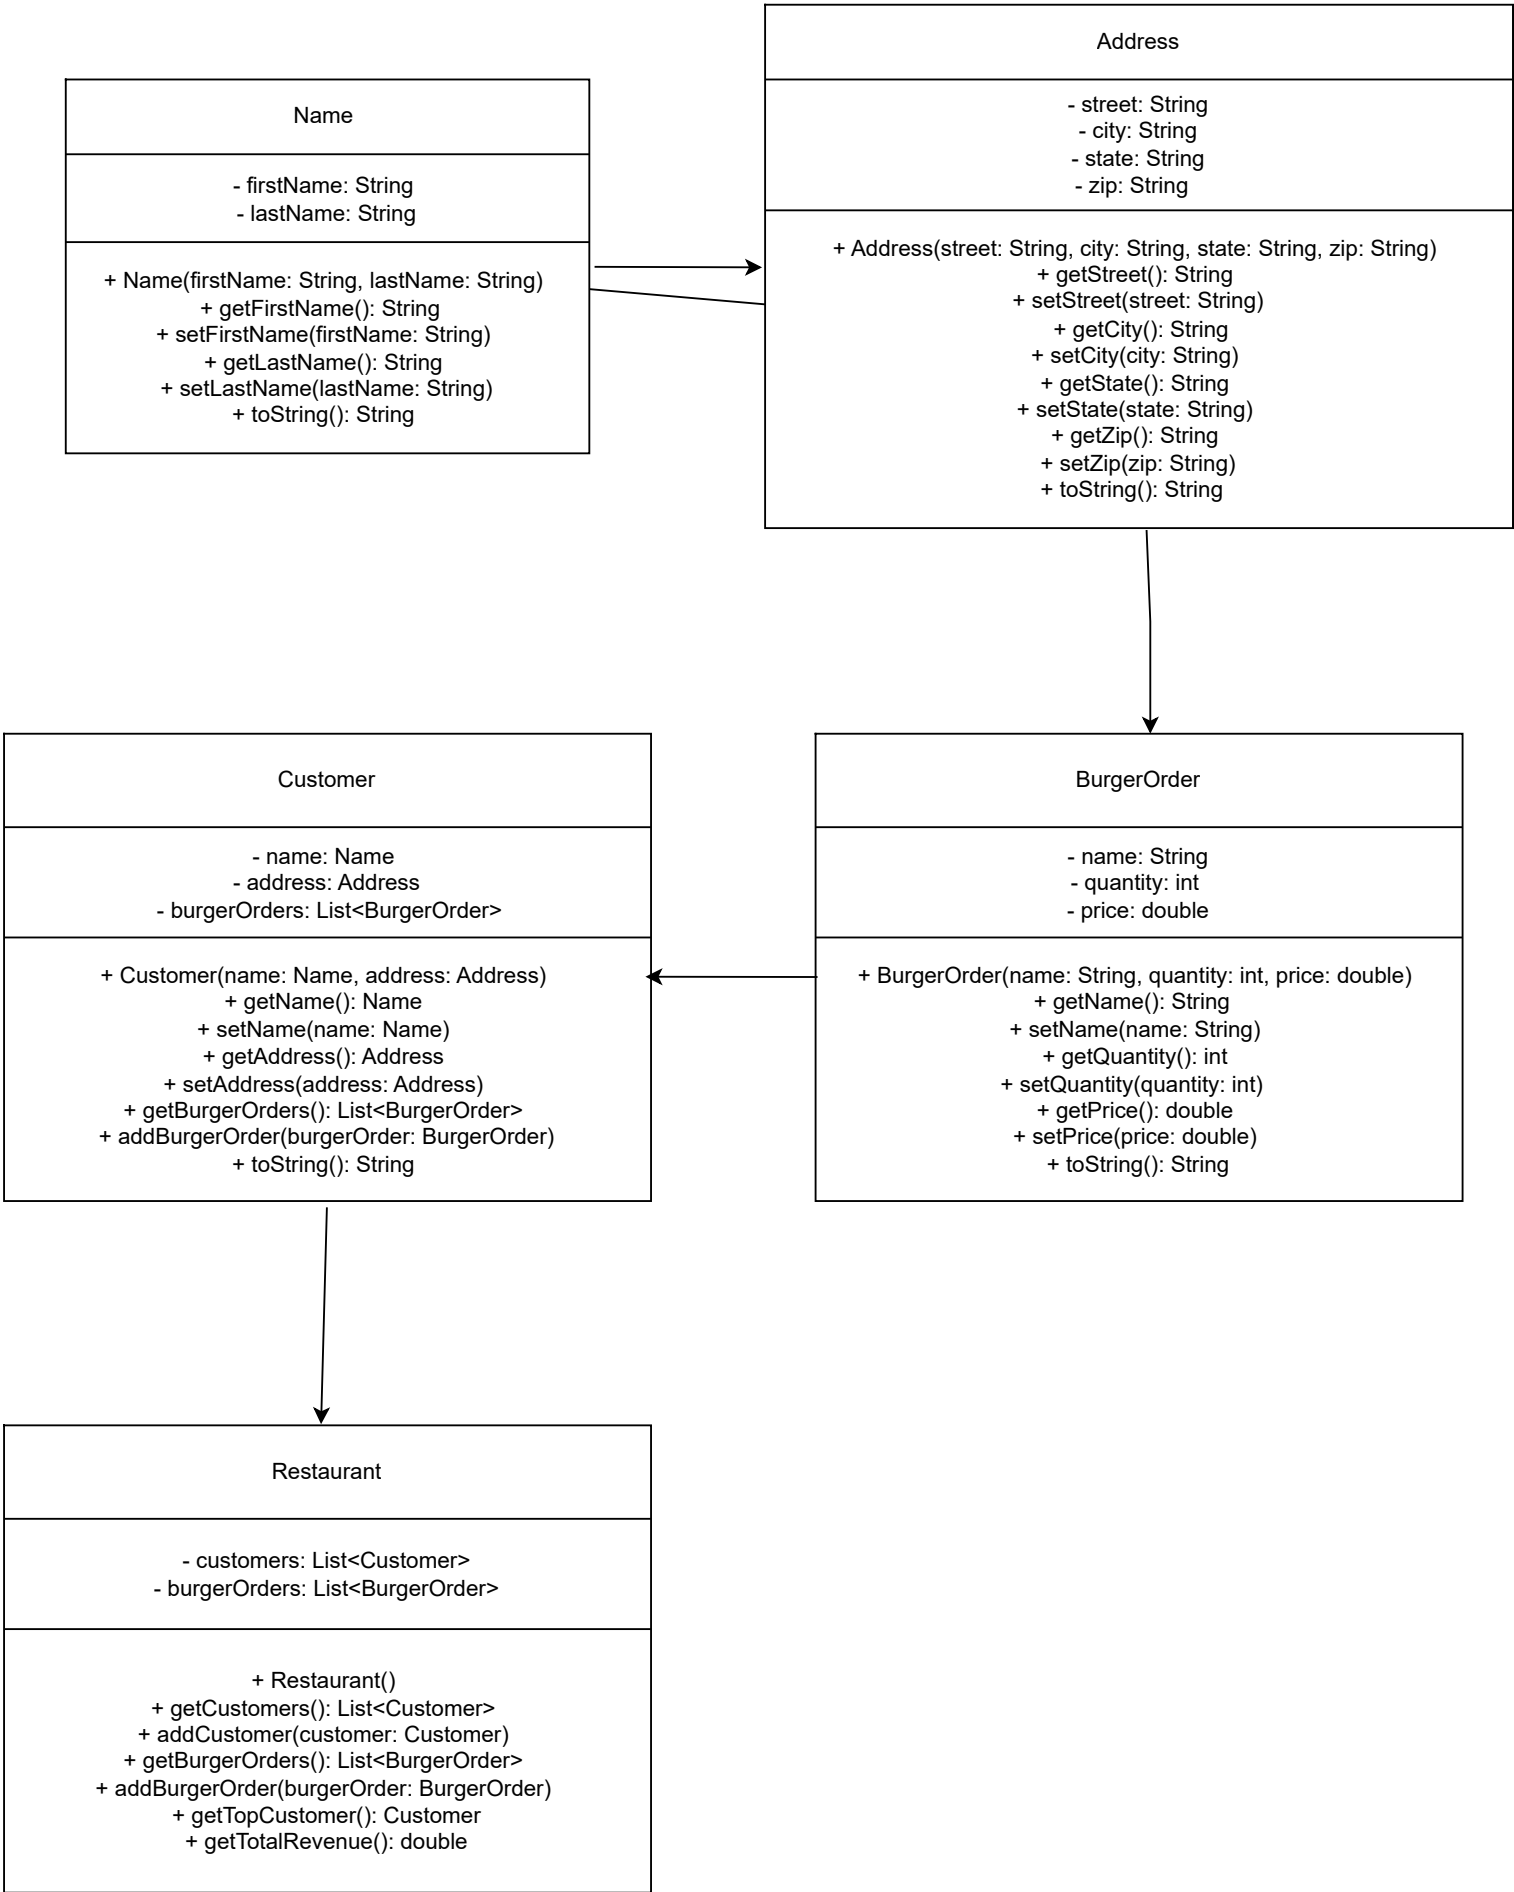 Name
- firstName: String
- lastName: String
+ Name(firstName: String, lastName: String)
+ getFirstName(): String
+ setFirstName(firstName: String)
+ getLastName(): String
+ setLastName(lastName: String)
+ toString(): String
Address
- street: String
- city: String
- state: String
- zip: String
+ Address(street: String, city: String, state: String, zip: String)
+ getStreet(): String
+ setStreet(street: String)
+ getCity(): String
+ setCity(city: String)
+ getState(): String
+ setState(state: String)
+ getZip(): String
+ setZip(zip: String)
+ toString(): String
Customer
- name: Name
- address: Address
- burgerOrders: List<BurgerOrder>
+ Customer(name: Name, address: Address)
+ getName(): Name
+ setName(name: Name)
+ getAddress(): Address
+ setAddress(address: Address)
+ getBurgerOrders(): List<BurgerOrder>
+ addBurgerOrder(burgerOrder: BurgerOrder)
+ toString(): String
BurgerOrder
- name: String
- quantity: int
- price: double
+ BurgerOrder(name: String, quantity: int, price: double)
+ getName(): String
+ setName(name: String)
+ getQuantity(): int
+ setQuantity(quantity: int)
+ getPrice(): double
+ setPrice(price: double)
+ toString(): String
Restaurant
- customers: List<Customer>
- burgerOrders: List<BurgerOrder>
+ Restaurant()
+ getCustomers(): List<Customer>
+ addCustomer(customer: Customer)
+ getBurgerOrders(): List<BurgerOrder>
+ addBurgerOrder(burgerOrder: BurgerOrder)
+ getTopCustomer(): Customer
+ getTotalRevenue(): double